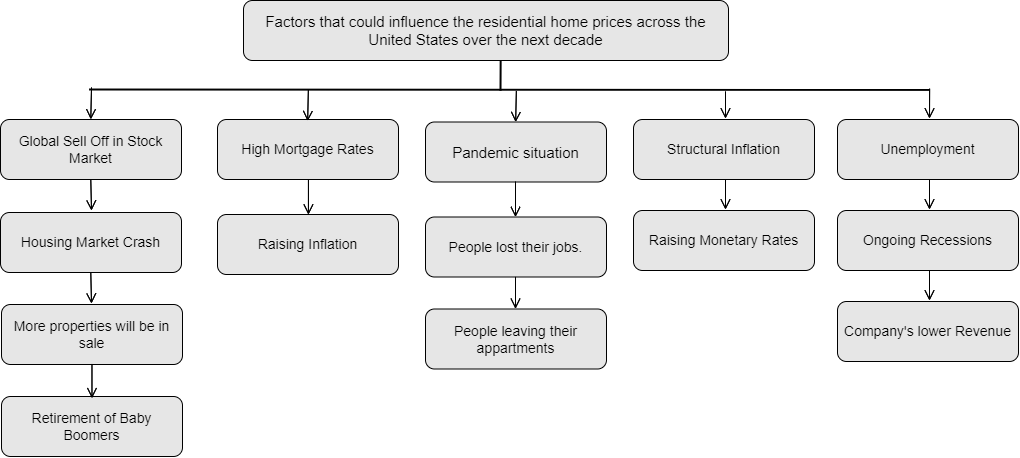 Factors that could influence the residential home prices across the
United States over the next decade
Global Sell Off in Stock
Market
High Mortgage Rates
Pandemic situation
Structural Inflation
Unemployment
Housing Market Crash
Raising Inflation
People lost their jobs.
Raising Monetary Rates
Ongoing Recessions
More properties will be in
sale
People leaving their
appartments
Company's lower Revenue
Retirement of Baby
Boomers